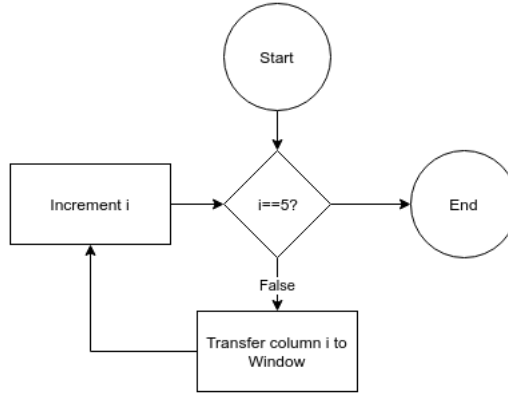 Start
Increment i
i==5?
End
False
Transfer column i to
Window